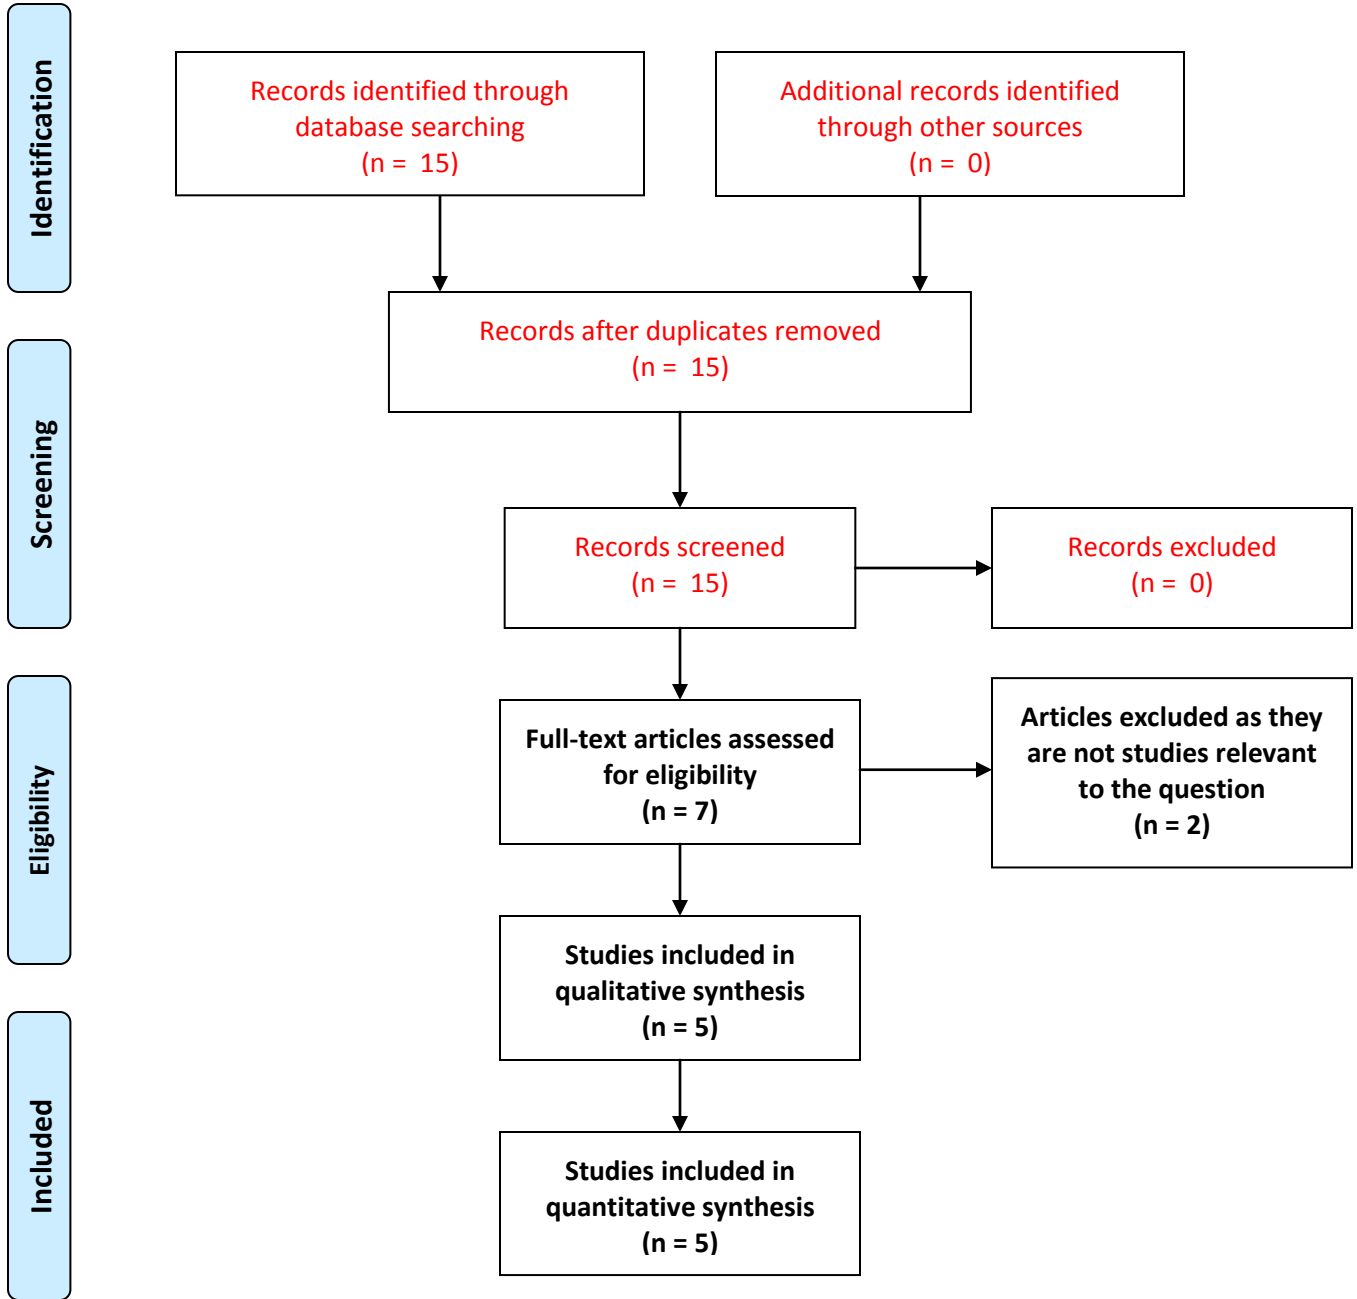 Identification
Records identified through
database searching
(n = 15)
Additional records identified
through other sources
(n = 0)
Records after duplicates removed
(n = 15)
Screening
Records screened
(n = 15)
Records excluded
(n = 0)
Eligibility
Full-text articles assessed
for eligibility
(n = 7)
Articles excluded as they
are not studies relevant
to the question
(n = 2)
Studies included in
qualitative synthesis
(n = 5)
Included
Studies included in
quantitative synthesis
(n = 5)